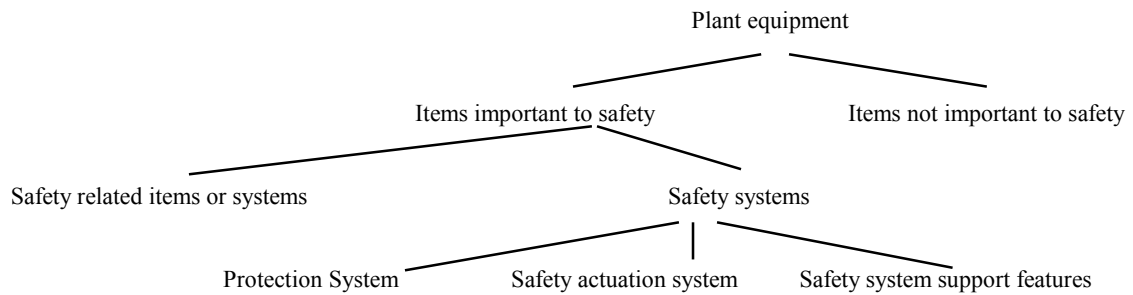 Plant equipment
Items important to safety
Items not important to safety
Safety related items or systems
Safety systems
Protection System
Safety actuation system
Safety system support features